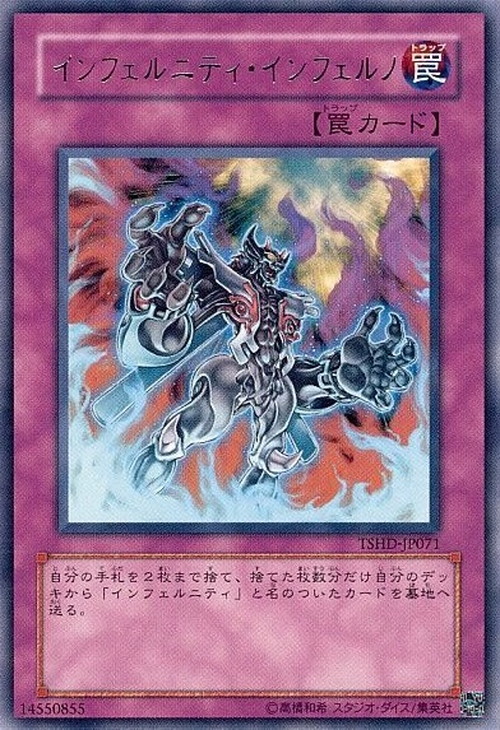 インフェルニティ・インフェルノ
罠
トラップ
【罠カード】
トラップ
TSHD-JP071
自分の手札を２枚まで捨て、捨てた枚数分だけ自分のデッ
キから「インフェルニティ」と名のついたカードを墓地へ
送る。
14550855
©高橋和希 スタジオ・ダイス/集英社